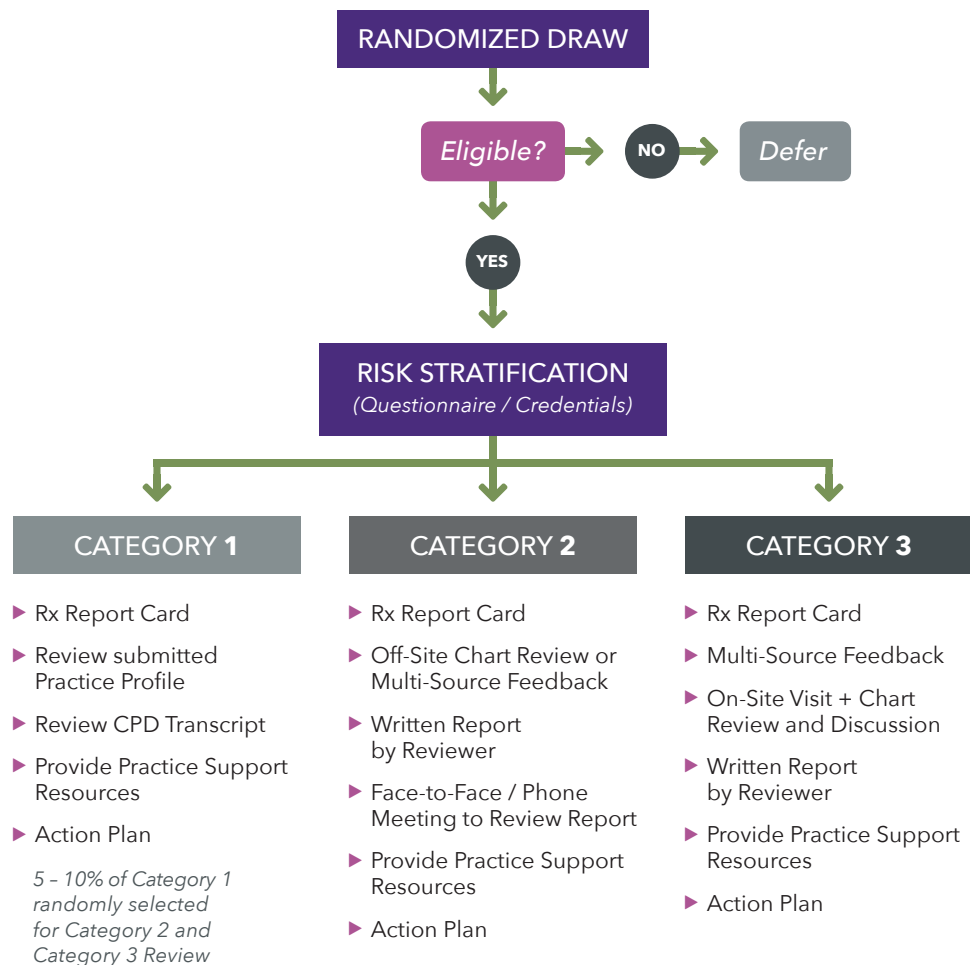 RANDOMIZED DRAW
Eligible?
NO
Defer
YES
RISK STRATIFICATION
(Questionnaire / Credentials)
CATEGORY 1
Rx Report Card
Review submitted
Practice Profile
Review CPD Transcript
Provide Practice Support
Resources
Action Plan
5 – 10% of Category 1
randomly selected
for Category 2 and
Category 3 Review
CATEGORY 2
Rx Report Card
Off-Site Chart Review or
Multi-Source Feedback
Written Report
by Reviewer
Face-to-Face / Phone
Meeting to Review Report
Provide Practice Support
Resources
Action Plan
CATEGORY 3
Rx Report Card
Multi-Source Feedback
On-Site Visit + Chart
Review and Discussion
Written Report
by Reviewer
Provide Practice Support
Resources
Action Plan